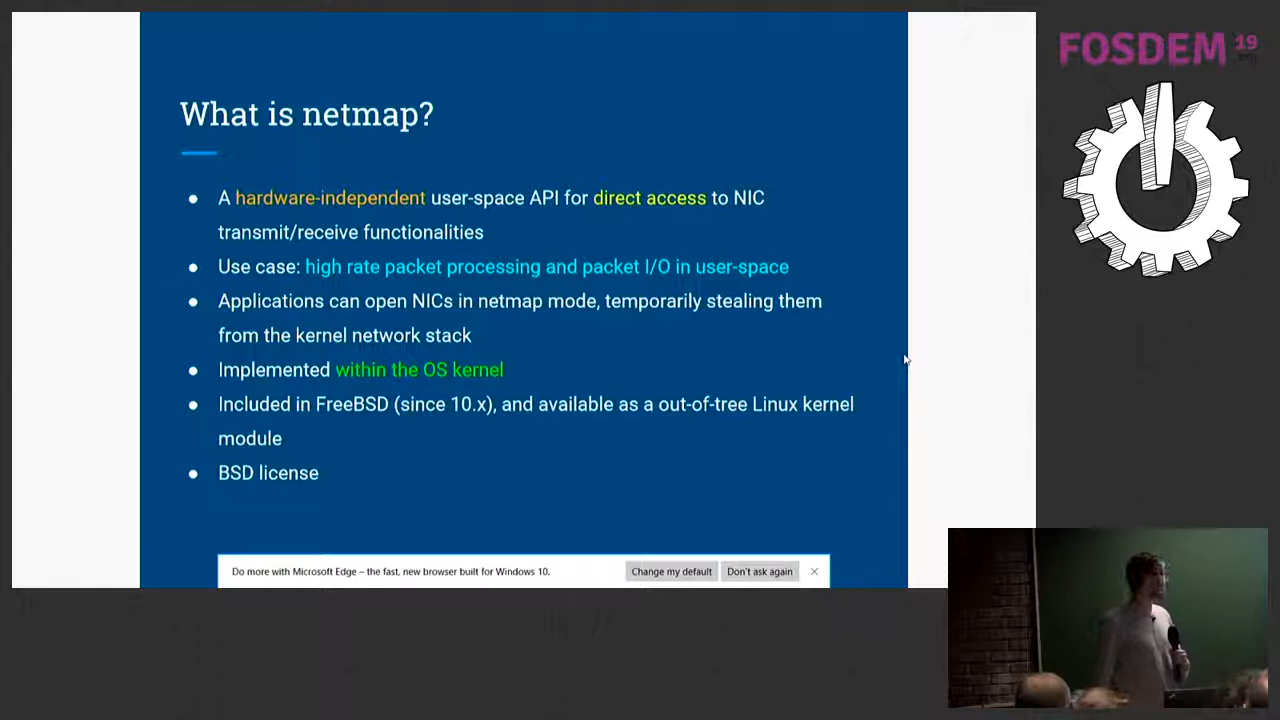 What is netmap?
● A hardware-independent user-space API for direct access to NIC
transmit/receive functionalities
● Use case: high rate packet processing and packet I/O in user-space
● Applications can open NICs in netmap mode, temporarily stealing them
from the kernel network stack
● Implemented within the OS kernel
● Included in FreeBSD (since 10.x), and available as a out-of-tree Linux kernel
module
● BSD license
Do more with Microsoft Edge – the fast, new browser built for Windows 10. Change my default Don't ask again
FOSDEM 19